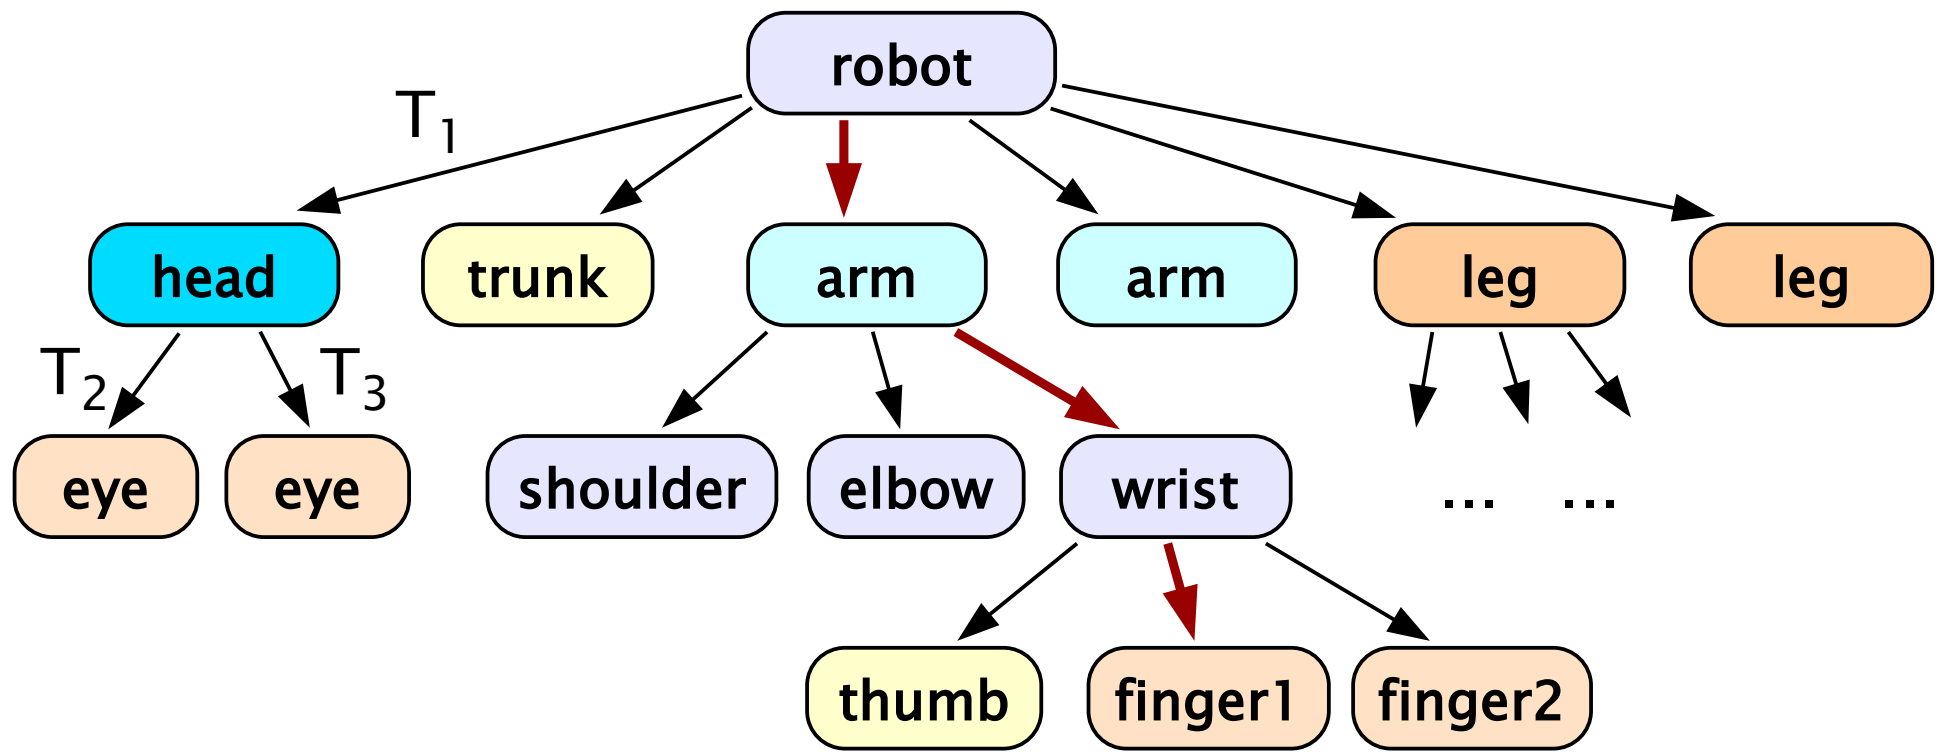 robot
T1
head trunk arm arm leg leg
T2 T3
eye eye shoulder elbow wrist ... ...
thumb finger1 finger2